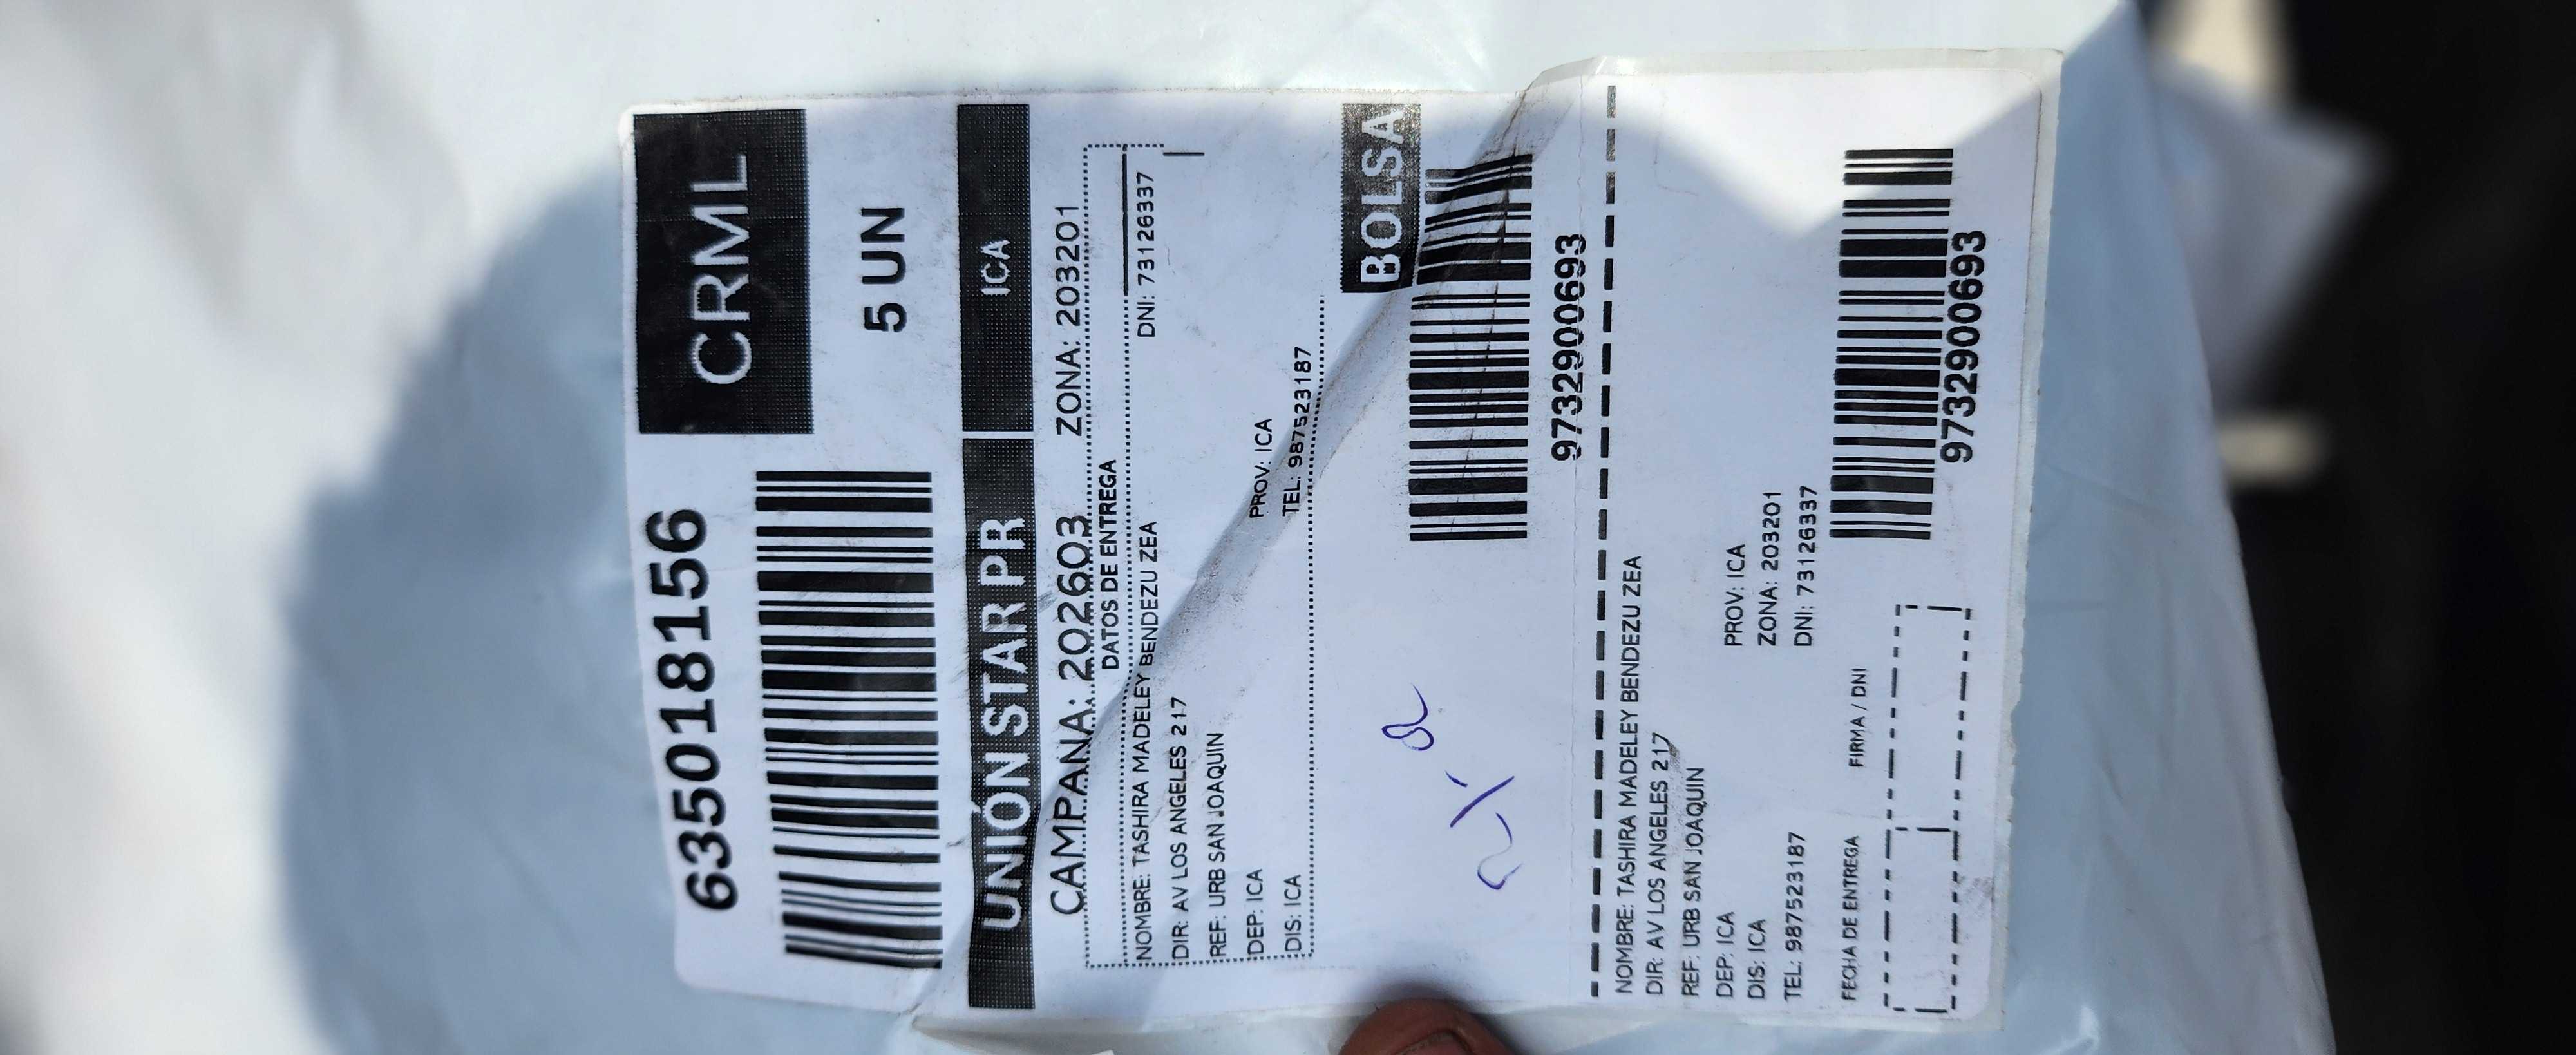 635018156
CRML
5 UN
UNIÓN STAR PR
ICA
CAMPAÑA: 202603 ZONA: 203201
DATOS DE ENTREGA
NOMBRE: TASHIRA MADELEY BENDEZU ZEA DNI: 73126337
DIR: AV LOS ANGELES 217
REF: URB SAN JOAQUIN
DEP: ICA PROV: ICA
DIS: ICA TEL: 987523187
BOLSA
9732900693
NOMBRE: TASHIRA MADELEY BENDEZU ZEA
DIR: AV LOS ANGELES 217
REF: URB SAN JOAQUIN
DEP: ICA PROV: ICA
DIS: ICA ZONA: 203201
TEL: 987523187 DNI: 73126337
FECHA DE ENTREGA FIRMA / DNI
9732900693